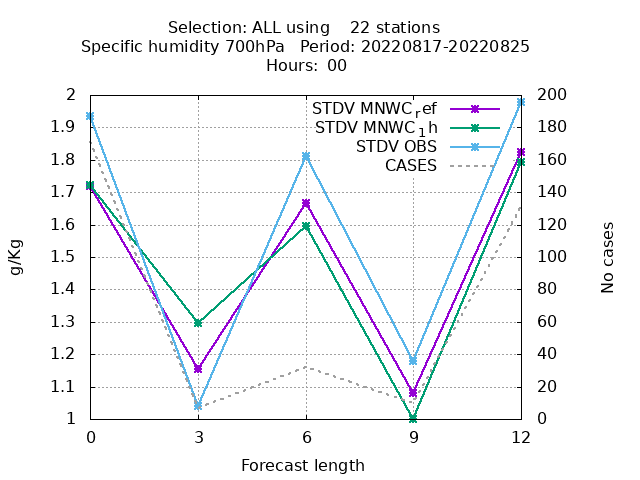 Selection: ALL using    22 stations
Specific humidity 700hPa   Period: 20220817-20220825
Hours: 00
STDV MNWCref
STDV MNWC1h
STDV OBS
CASES
2
1.9
1.8
1.7
1.6
1.5
1.4
1.3
1.2
1.1
1
g/Kg
200
180
160
140
120
100
80
60
40
20
0
No cases
0 3 6 9 12
Forecast length